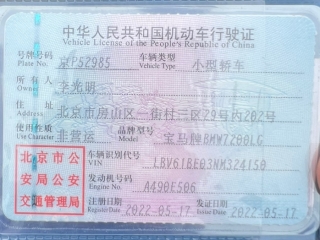 中华人民共和国机动车行驶证
Vehicle License of the People's Republic of China
号牌号码 京P52985 车辆类型 小型轿车
Plate No. Vehicle Type
所有人 李光明
Owner
住址 北京市房山区一街村三区29号内202号
Address
使用性质 非营运 品牌型号 宝马牌BMW7200LG
Use Character Model
北京市公
安局公安
交通管理局
车辆识别代号 LBV61BE03NM324150
VIN
发动机号码 A490E506
Engine No.
注册日期 2022-05-17 发证日期 2022-05-17
Register Date Issue Date